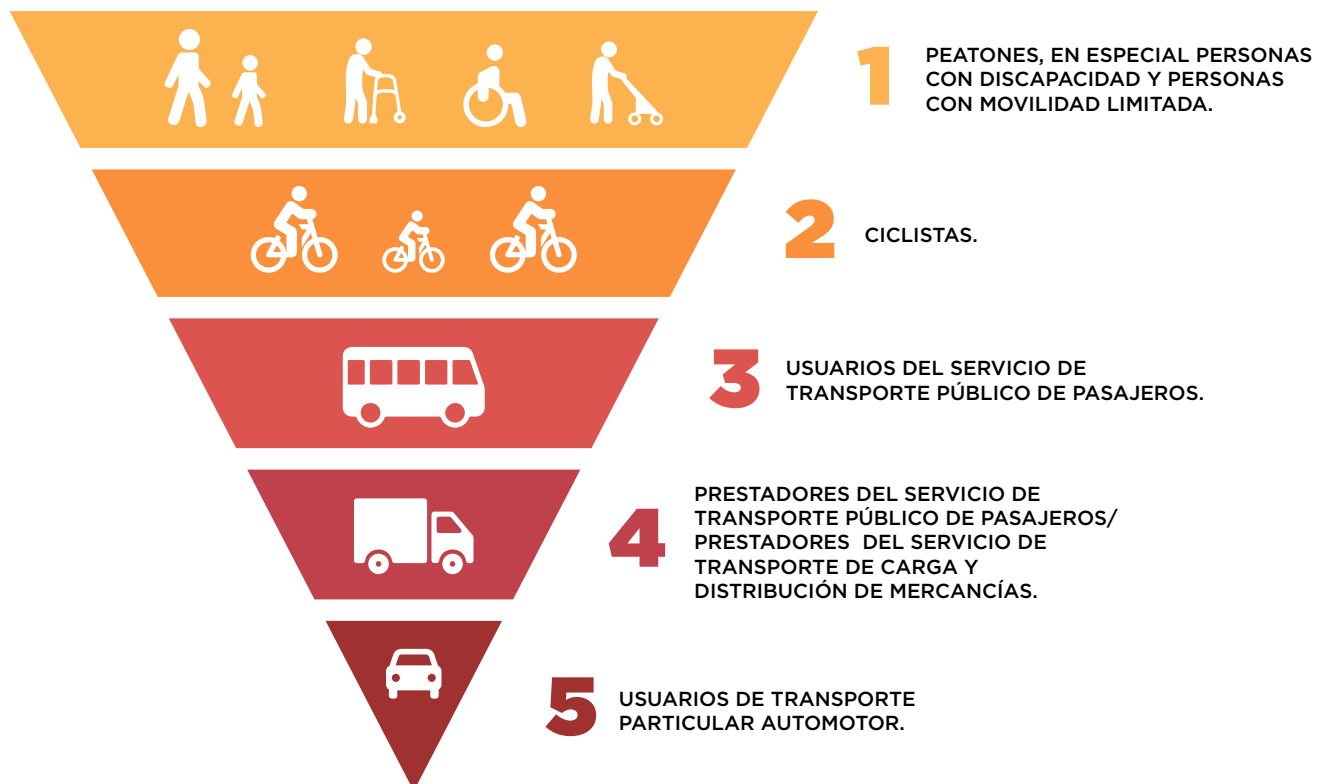 1
PEATONES, EN ESPECIAL PERSONAS
CON DISCAPACIDAD Y PERSONAS
CON MOVILIDAD LIMITADA.
2
CICLISTAS.
3
USUARIOS DEL SERVICIO DE
TRANSPORTE PÚBLICO DE PASAJEROS.
4
PRESTADORES DEL SERVICIO DE
TRANSPORTE PÚBLICO DE PASAJEROS/
PRESTADORES DEL SERVICIO DE
TRANSPORTE DE CARGA Y
DISTRIBUCIÓN DE MERCANCÍAS.
5
USUARIOS DE TRANSPORTE
PARTICULAR AUTOMOTOR.